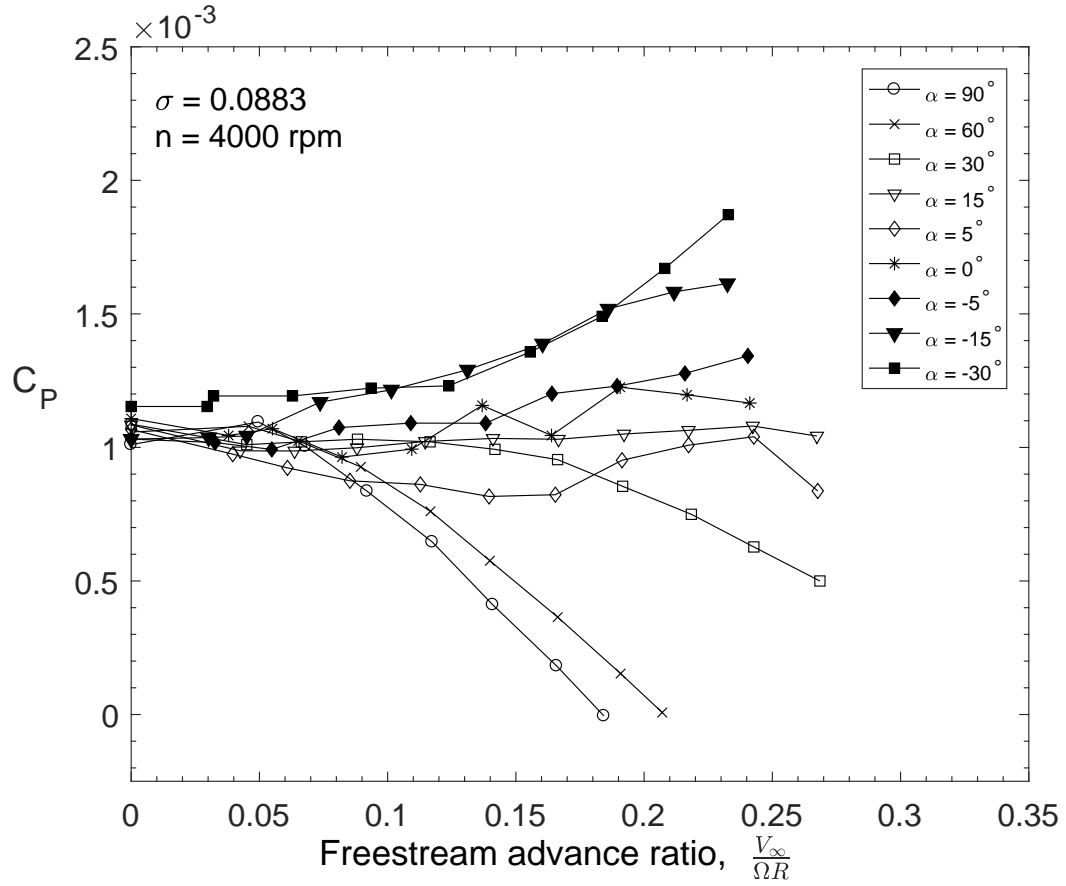 ×10⁻³
2.5
2
1.5
1
0.5
0
C_P
σ = 0.0883
n = 4000 rpm
α = 90°
α = 60°
α = 30°
α = 15°
α = 5°
α = 0°
α = -5°
α = -15°
α = -30°
0 0.05 0.1 0.15 0.2 0.25 0.3 0.35
Freestream advance ratio, V_∞/ΩR